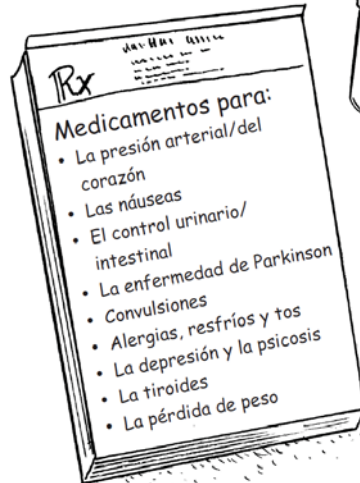 Rx
Medicamentos para:
• La presión arterial/del
corazón
• Las náuseas
• El control urinario/
intestinal
• La enfermedad de Parkinson
• Convulsiones
• Alergias, resfríos y tos
• La depresión y la psicosis
• La tiroides
• La pérdida de peso